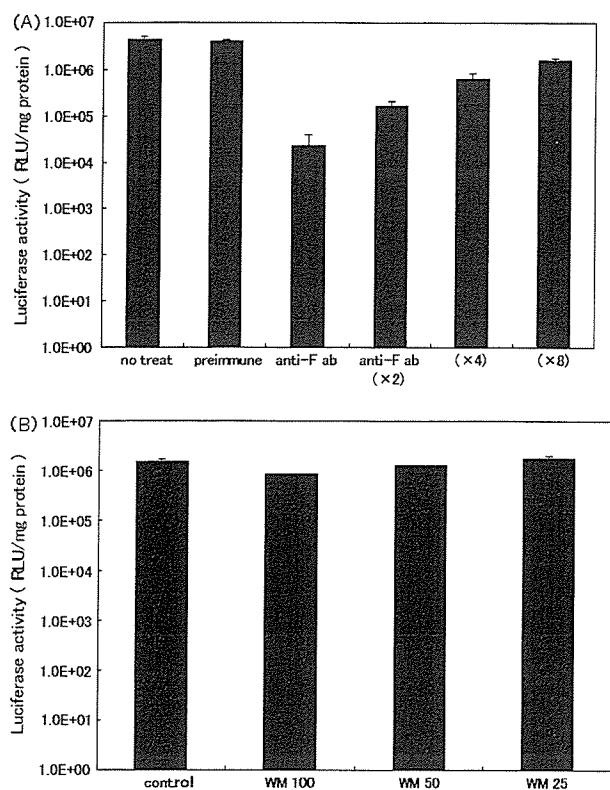 (A)
Luciferase activity ( RLU/mg protein )
1.0E+07
1.0E+06
1.0E+05
1.0E+04
1.0E+03
1.0E+02
1.0E+01
1.0E+00
no treat preimmune anti-F ab anti-F ab (×4) (×8)
(×2)
(B)
Luciferase activity ( RLU/mg protein )
1.0E+07
1.0E+06
1.0E+05
1.0E+04
1.0E+03
1.0E+02
1.0E+01
1.0E+00
control WM 100 WM 50 WM 25